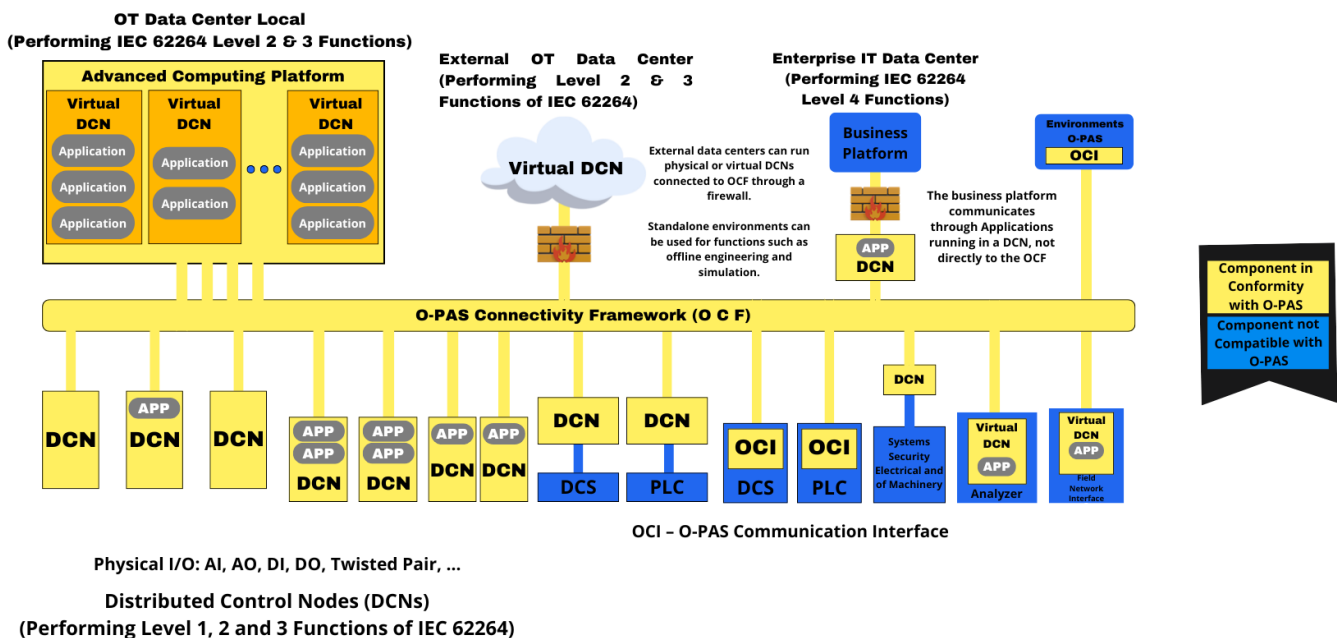 OT Data Center Local
(Performing IEC 62264 Level 2 & 3 Functions)
Advanced Computing Platform
Virtual
DCN
Application
Application
Application
Virtual
DCN
Application
Application
Virtual
DCN
Application
Application
Application
External OT Data Center
(Performing Level 2 & 3
Functions of IEC 62264)
Virtual DCN
External data centers can run
physical or virtual DCNs
connected to OCF through a
firewall.
Standalone environments can
be used for functions such as
offline engineering and
simulation.
Enterprise IT Data Center
(Performing IEC 62264
Level 4 Functions)
Business
Platform
APP
DCN
The business platform
communicates
through Applications
running in a DCN, not
directly to the OCF
Environments
O-PAS
OCI
Component in
Conformity
with O-PAS
Component not
Compatible with
O-PAS
O-PAS Connectivity Framework (O C F)
DCN
APP
DCN
DCN
APP
APP
DCN
APP
APP
DCN
APP
DCN
APP
DCN
DCN
DCS
DCN
PLC
OCI
DCS
OCI
PLC
DCN
Systems
Security
Electrical and
of Machinery
Virtual
DCN
APP
Analyzer
Virtual
DCN
APP
Field
Network
Interface
OCI – O-PAS Communication Interface
Physical I/O: AI, AO, DI, DO, Twisted Pair, ...
Distributed Control Nodes (DCNs)
(Performing Level 1, 2 and 3 Functions of IEC 62264)